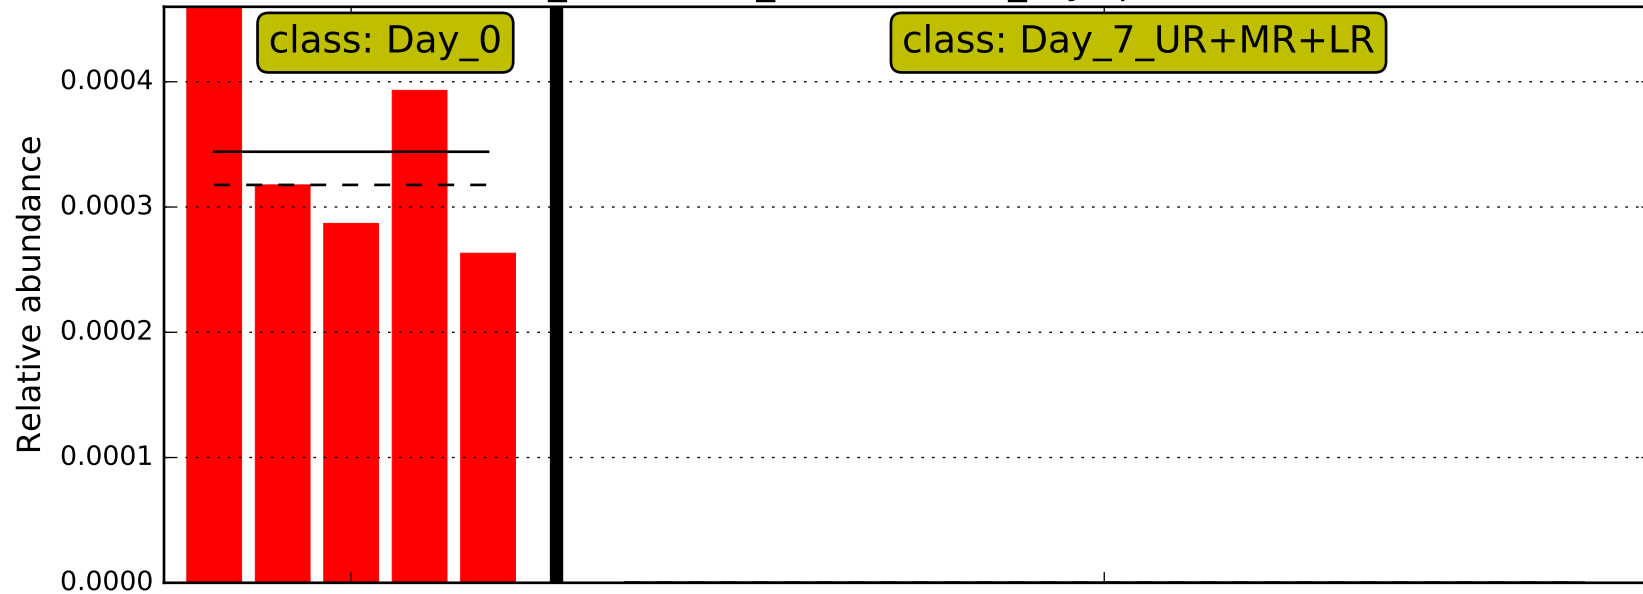 class: Day_0
class: Day_7_UR+MR+LR
Relative abundance
0.0004
0.0003
0.0002
0.0001
0.0000